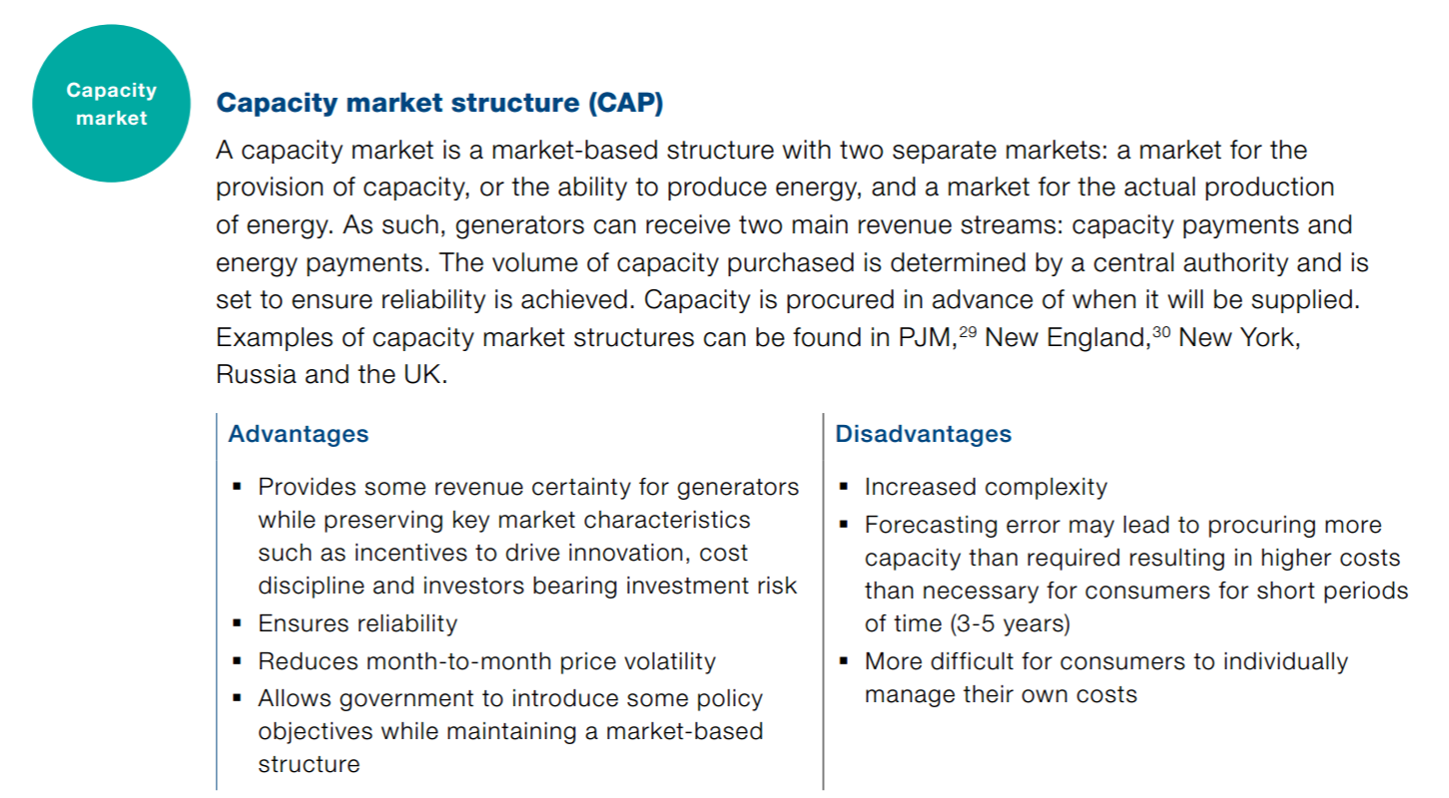 Capacity
market
Capacity market structure (CAP)
A capacity market is a market-based structure with two separate markets: a market for the
provision of capacity, or the ability to produce energy, and a market for the actual production
of energy. As such, generators can receive two main revenue streams: capacity payments and
energy payments. The volume of capacity purchased is determined by a central authority and is
set to ensure reliability is achieved. Capacity is procured in advance of when it will be supplied.
Examples of capacity market structures can be found in PJM,²⁹ New England,³⁰ New York,
Russia and the UK.
Advantages
▪ Provides some revenue certainty for generators
while preserving key market characteristics
such as incentives to drive innovation, cost
discipline and investors bearing investment risk
▪ Ensures reliability
▪ Reduces month-to-month price volatility
▪ Allows government to introduce some policy
objectives while maintaining a market-based
structure
Disadvantages
▪ Increased complexity
▪ Forecasting error may lead to procuring more
capacity than required resulting in higher costs
than necessary for consumers for short periods
of time (3-5 years)
▪ More difficult for consumers to individually
manage their own costs